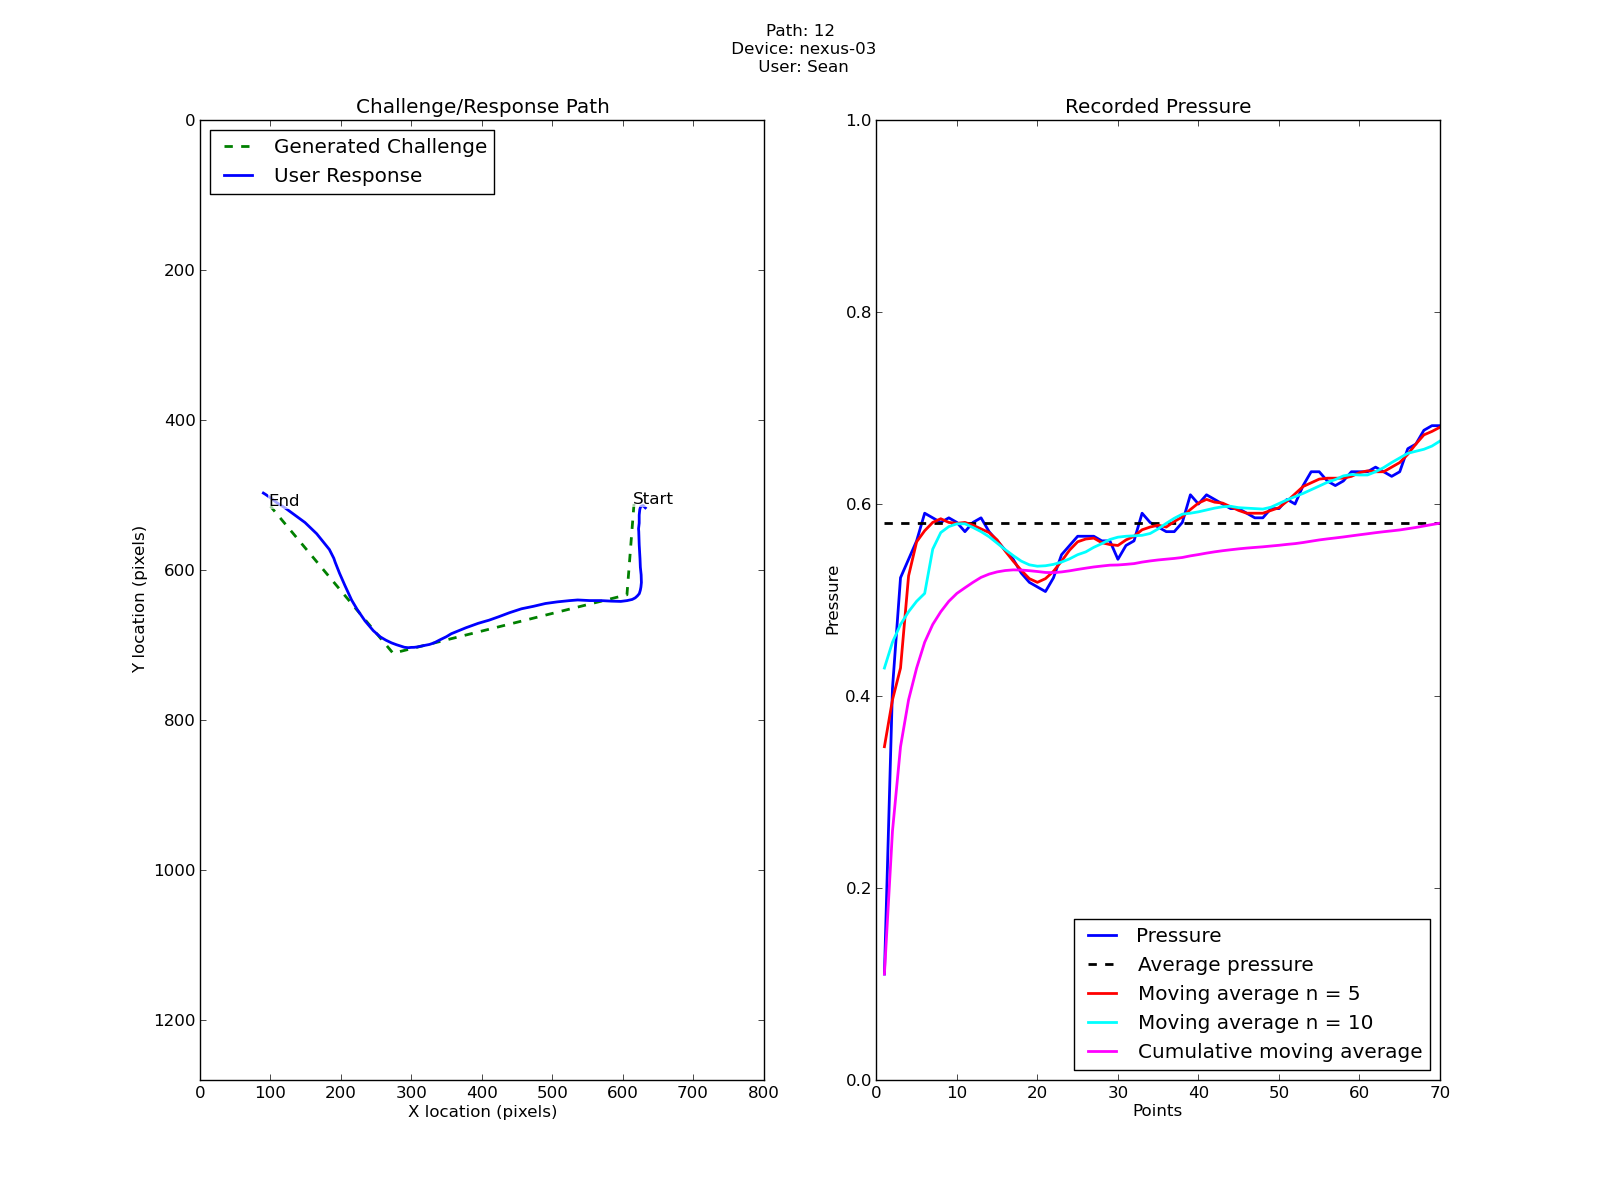 Path: 12
Device: nexus-03
User: Sean
Challenge/Response Path
Generated Challenge
User Response
0
200
400
600
800
1000
1200
Y location (pixels)
End
Start
0 100 200 300 400 500 600 700 800
X location (pixels)
Recorded Pressure
1.0
0.8
0.6
0.4
0.2
0.0
Pressure
Pressure
Average pressure
Moving average n = 5
Moving average n = 10
Cumulative moving average
0 10 20 30 40 50 60 70
Points